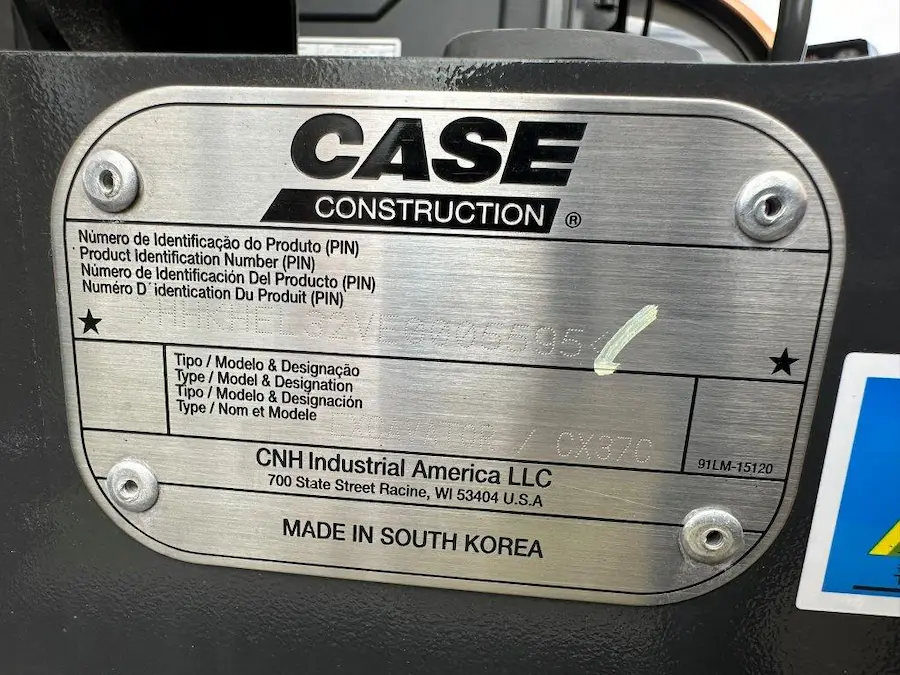 CASE
CONSTRUCTION ®
Número de Identificação do Produto (PIN)
Product Identification Number (PIN)
Número de Identificación Del Producto (PIN)
Numéro D'identication Du Produit (PIN)
Tipo / Modelo & Designação
Type / Model & Designation
Tipo / Modelo & Designación
Type / Nom et Modele
/ CX37C
91LM-15120
CNH Industrial America LLC
700 State Street Racine, WI 53404 U.S.A
MADE IN SOUTH KOREA